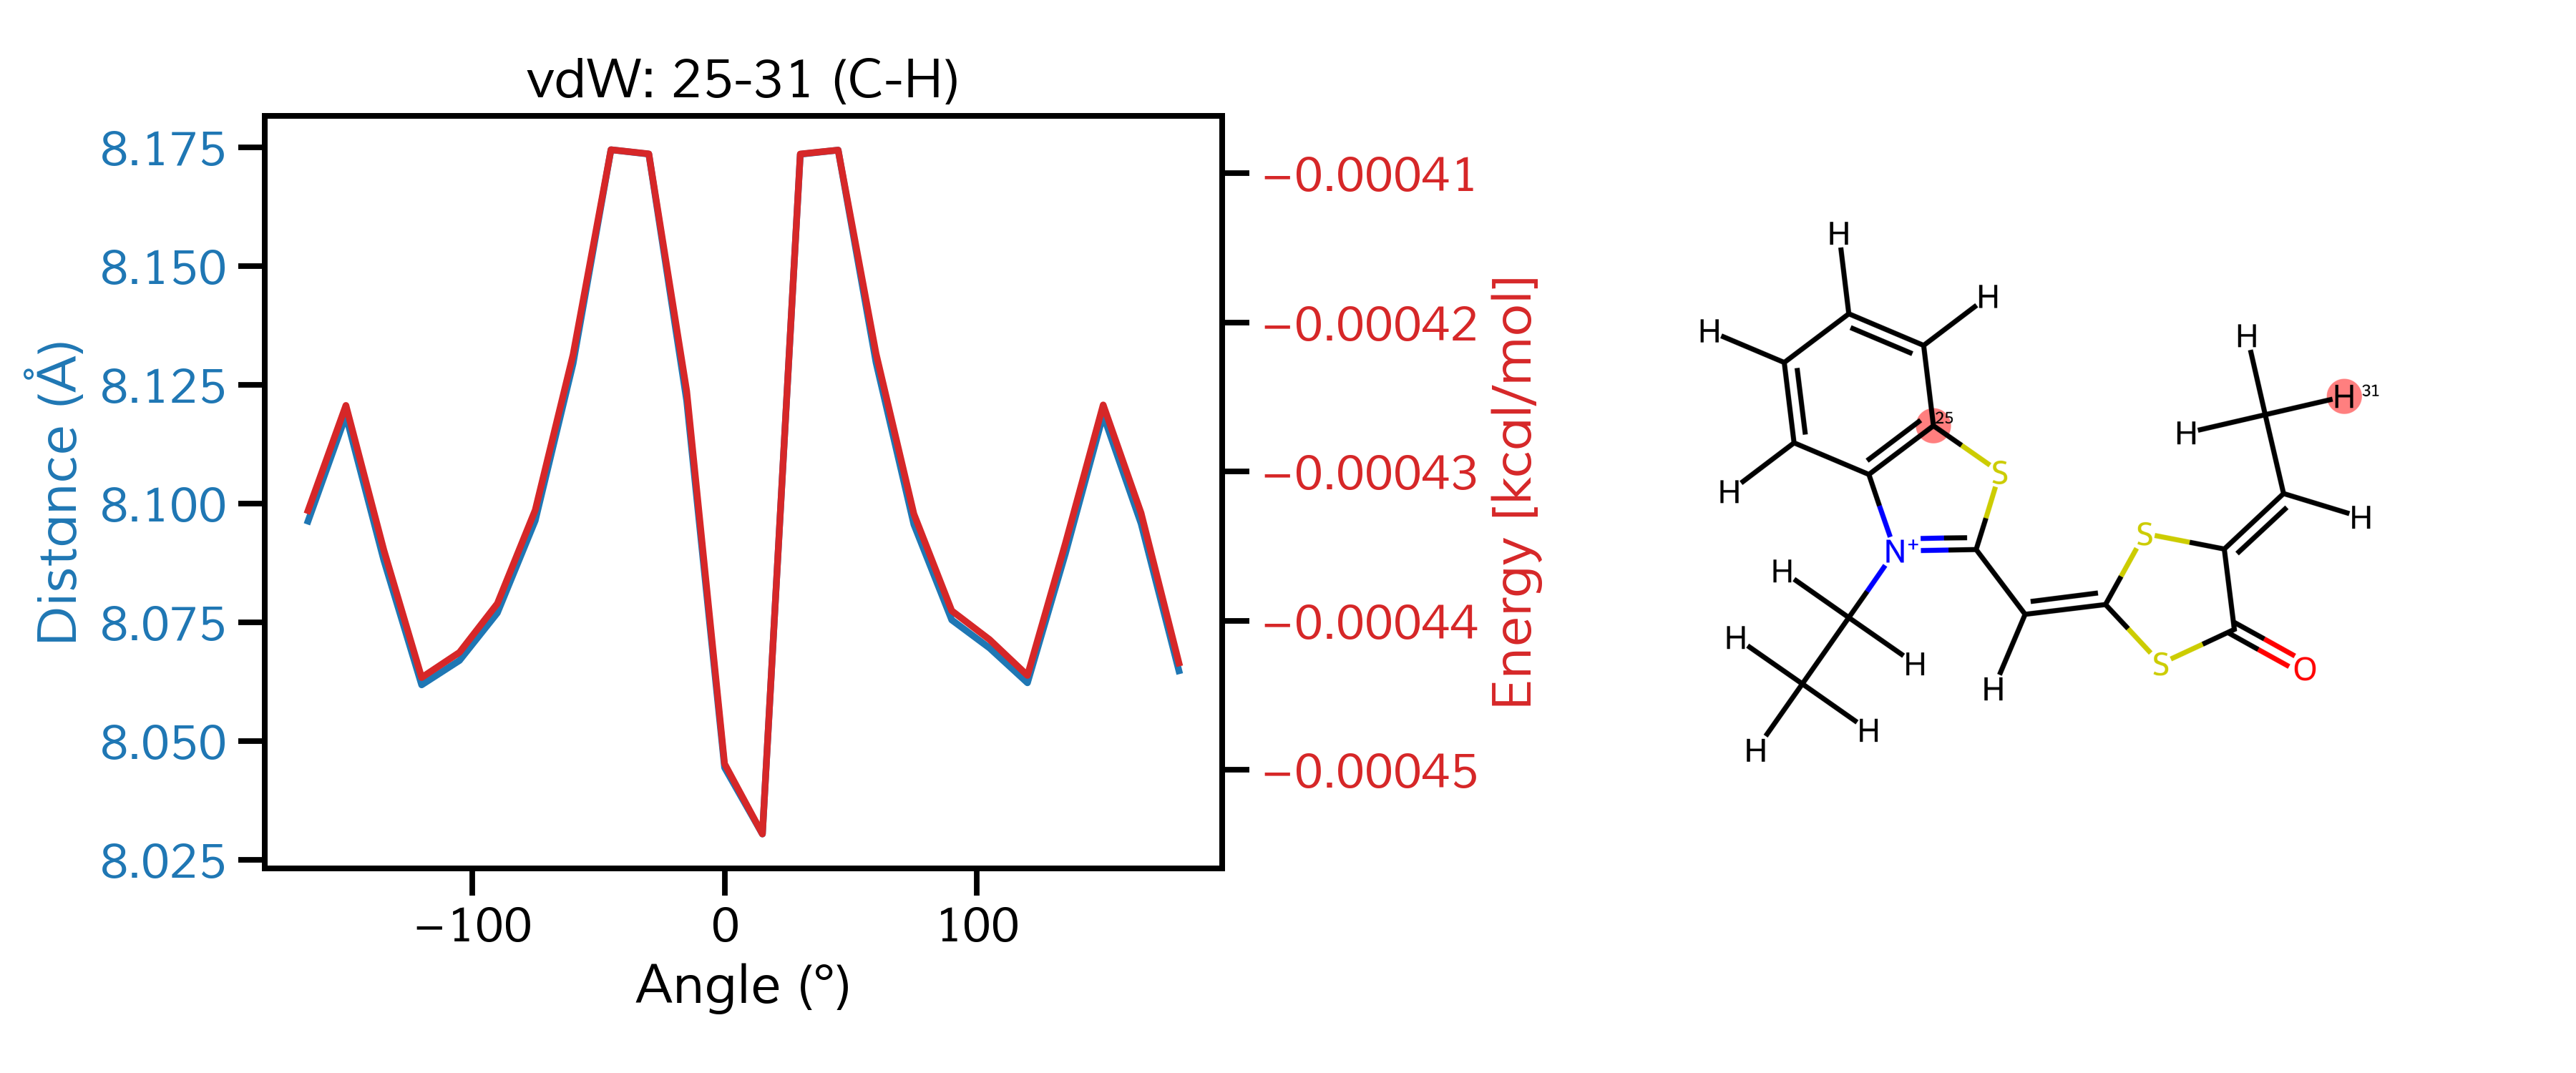 vdW: 25-31 (C-H)
8.175
8.150
8.125
8.100
8.075
8.050
8.025
Distance (Å)
−100
0
100
Angle (°)
−0.00041
−0.00042
−0.00043
−0.00044
−0.00045
Energy [kcal/mol]
H
H
H
H
H
H 31
25
H
S
H
H
S
N+
H
H
H
S
O
H
H
H